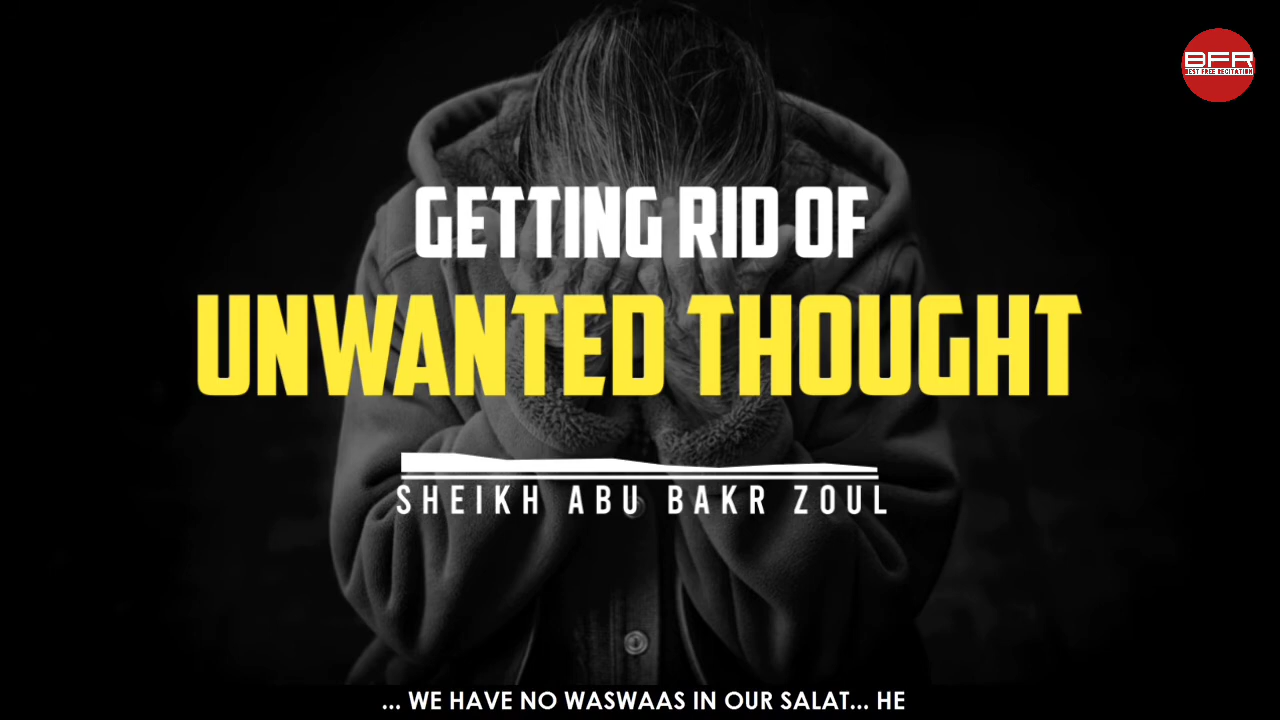 BFR
BEST FREE RECITATION
GETTING RID OF
UNWANTED THOUGHT
SHEIKH ABU BAKR ZOUL
... WE HAVE NO WASWAAS IN OUR SALAT... HE